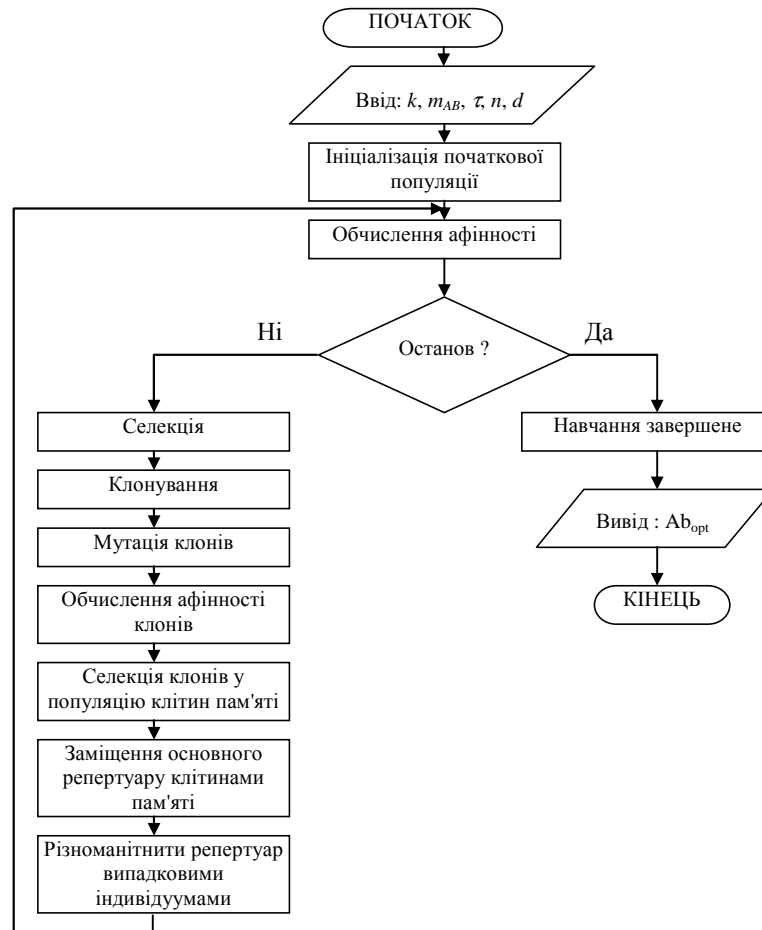 ПОЧАТОК
Ввід: k, m_AB, τ, n, d
Ініціалізація початкової
популяції
Обчислення афінності
Останов ?
Ні
Да
Селекція
Клонування
Мутація клонів
Обчислення афінності
клонів
Селекція клонів у
популяцію клітин пам'яті
Заміщення основного
репертуару клітинами
пам'яті
Різноманітнити репертуар
випадковими
індивідуумами
Навчання завершене
Вивід : Ab_opt
КІНЕЦЬ